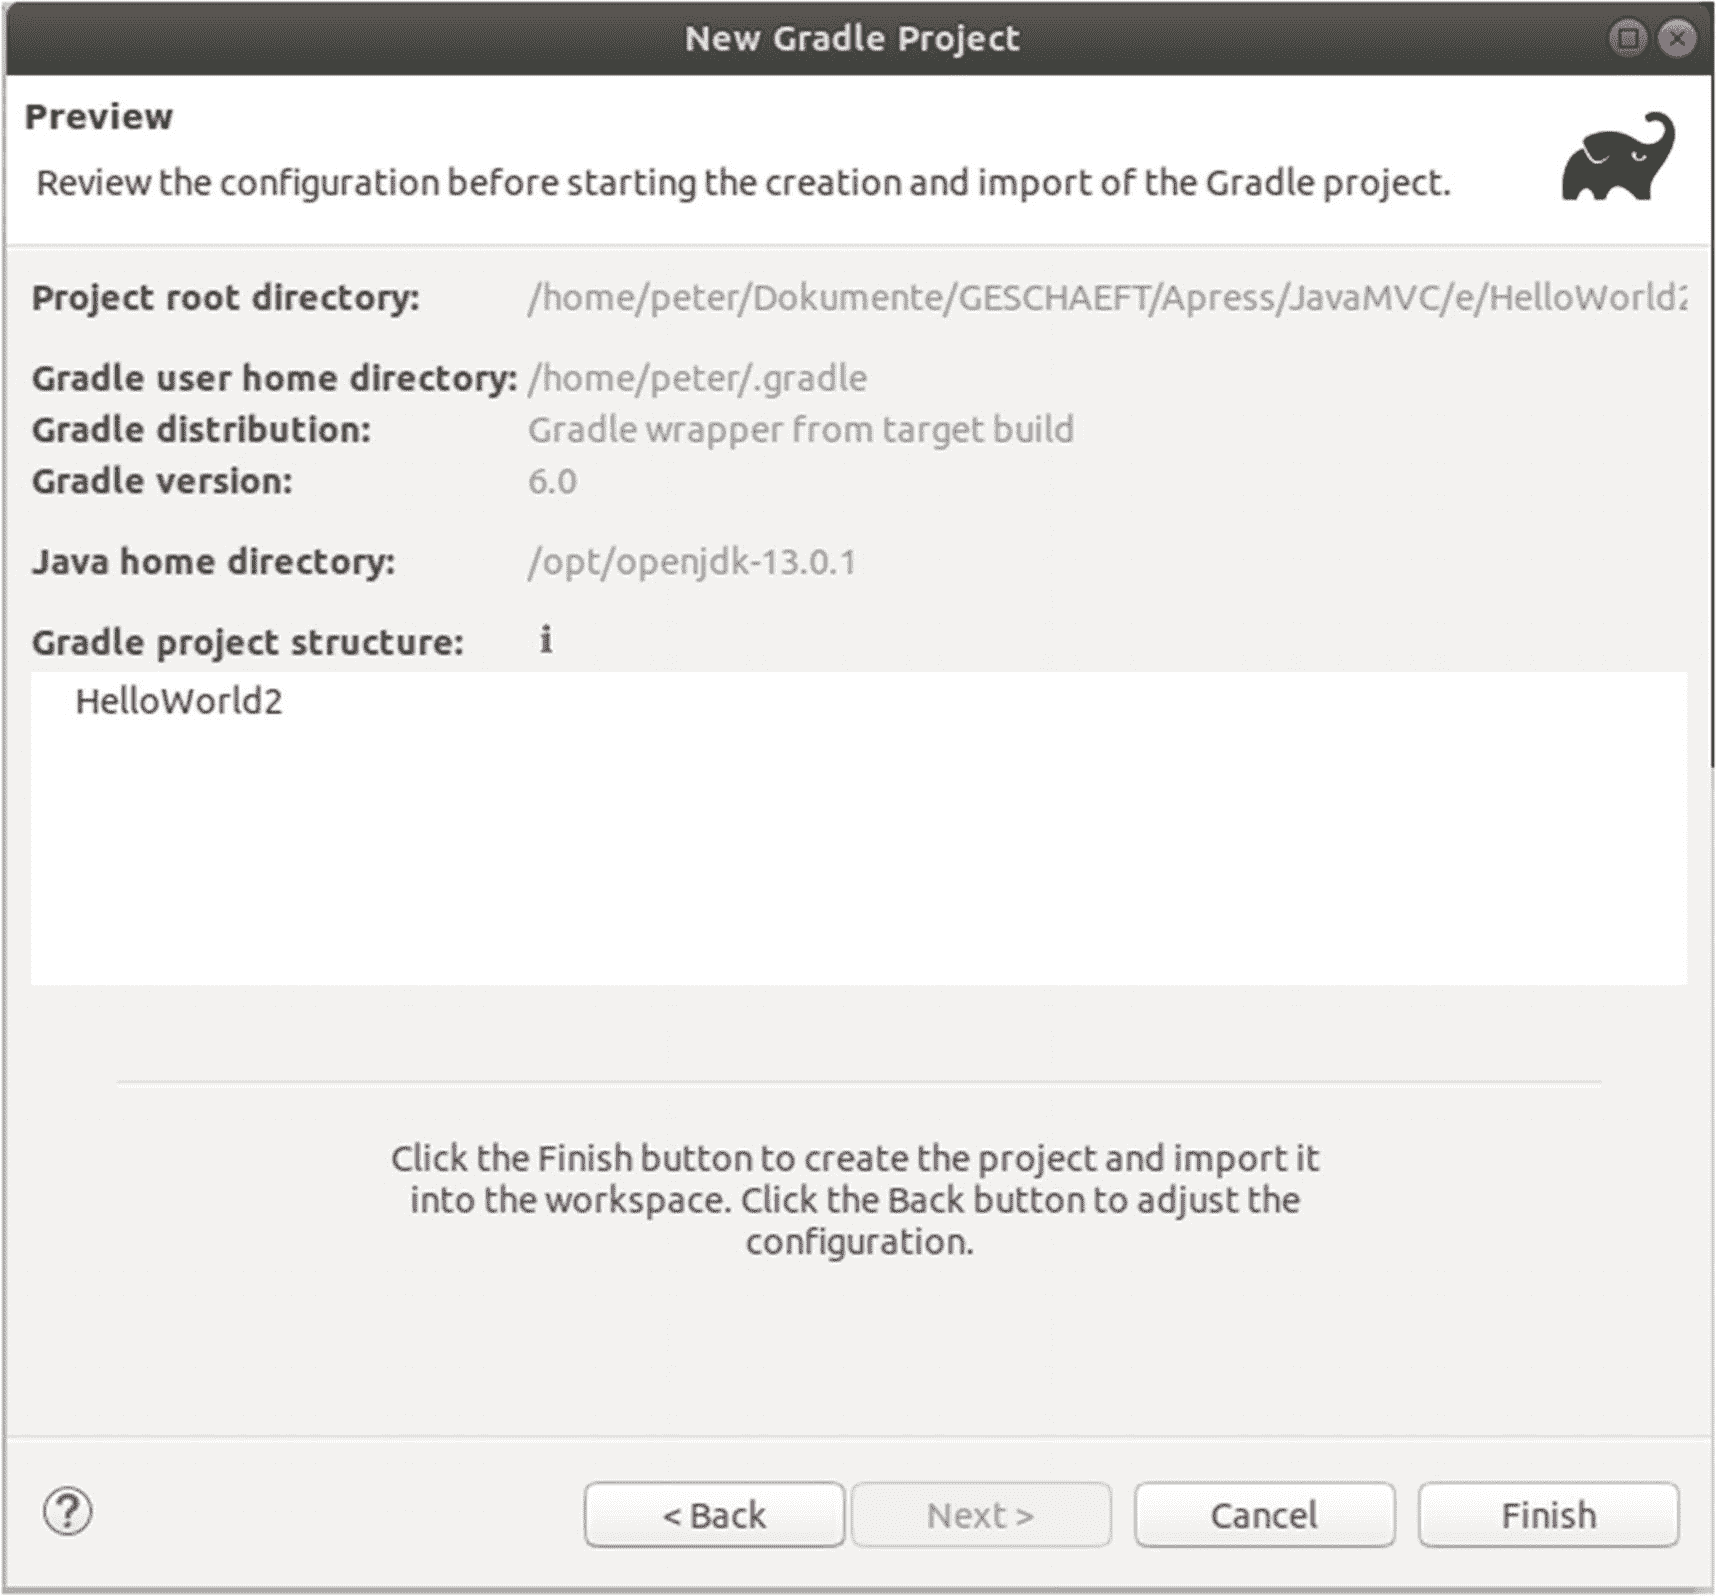 New Gradle Project
Preview
Review the configuration before starting the creation and import of the Gradle project.
Project root directory: /home/peter/Dokumente/GESCHAEFT/Apress/JavaMVC/e/HelloWorld2
Gradle user home directory: /home/peter/.gradle
Gradle distribution: Gradle wrapper from target build
Gradle version: 6.0
Java home directory: /opt/openjdk-13.0.1
Gradle project structure: i
HelloWorld2
Click the Finish button to create the project and import it
into the workspace. Click the Back button to adjust the
configuration.
? < Back Next > Cancel Finish